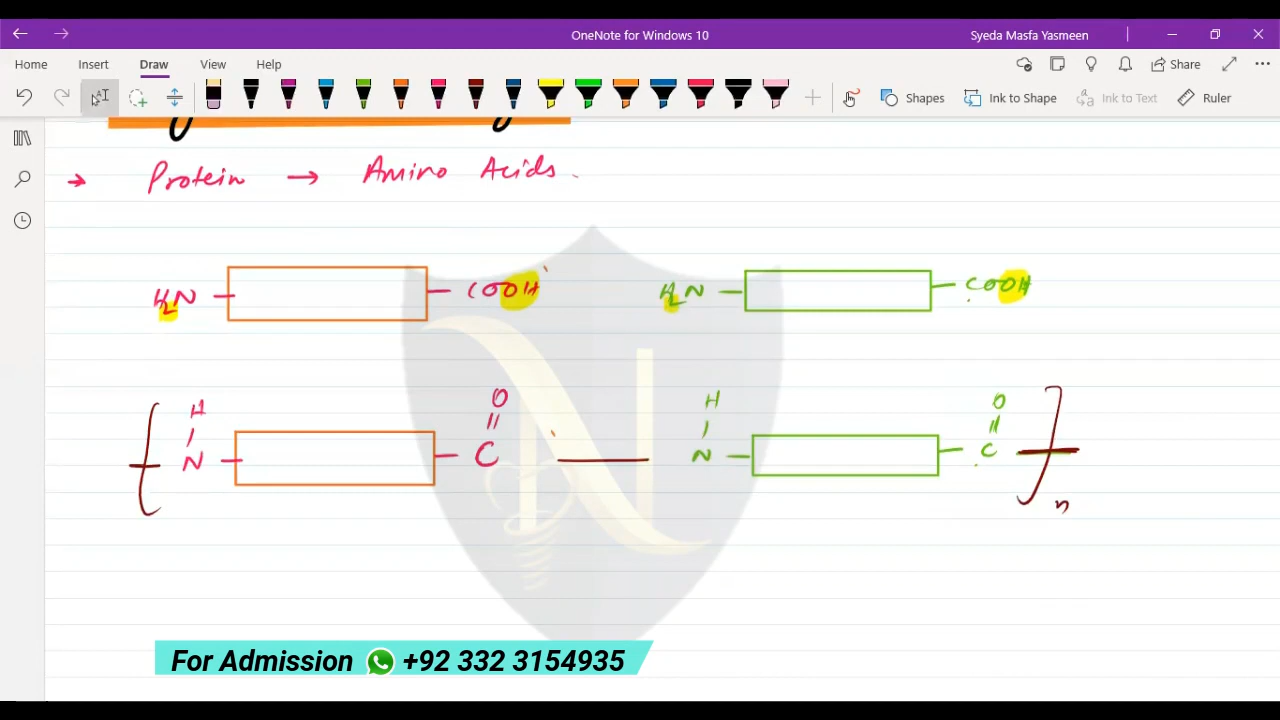 OneNote for Windows 10
Syeda Masfa Yasmeen
Home Insert Draw View Help Share
Shapes Ink to Shape Ink to Text Ruler
→ Protein → Amino Acids.
H2N COOH H2N COOH
H O H O
N C N C
n
For Admission +92 332 3154935